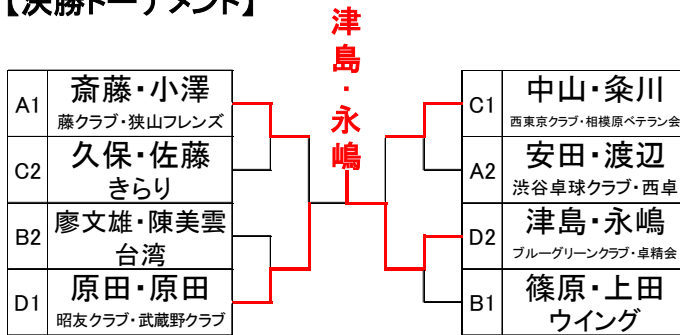 【決勝トーナメント】
津島・永嶋
A1
斎藤・小澤
藤クラブ・狭山フレンズ
C2
久保・佐藤
きらり
B2
廖文雄・陳美雲
台湾
D1
原田・原田
昭友クラブ・武蔵野クラブ
C1
中山・粂川
西東京クラブ・相模原ベテラン会
A2
安田・渡辺
渋谷卓球クラブ・西卓
D2
津島・永嶋
ブルーグリーンクラブ・卓精会
B1
篠原・上田
ウイング